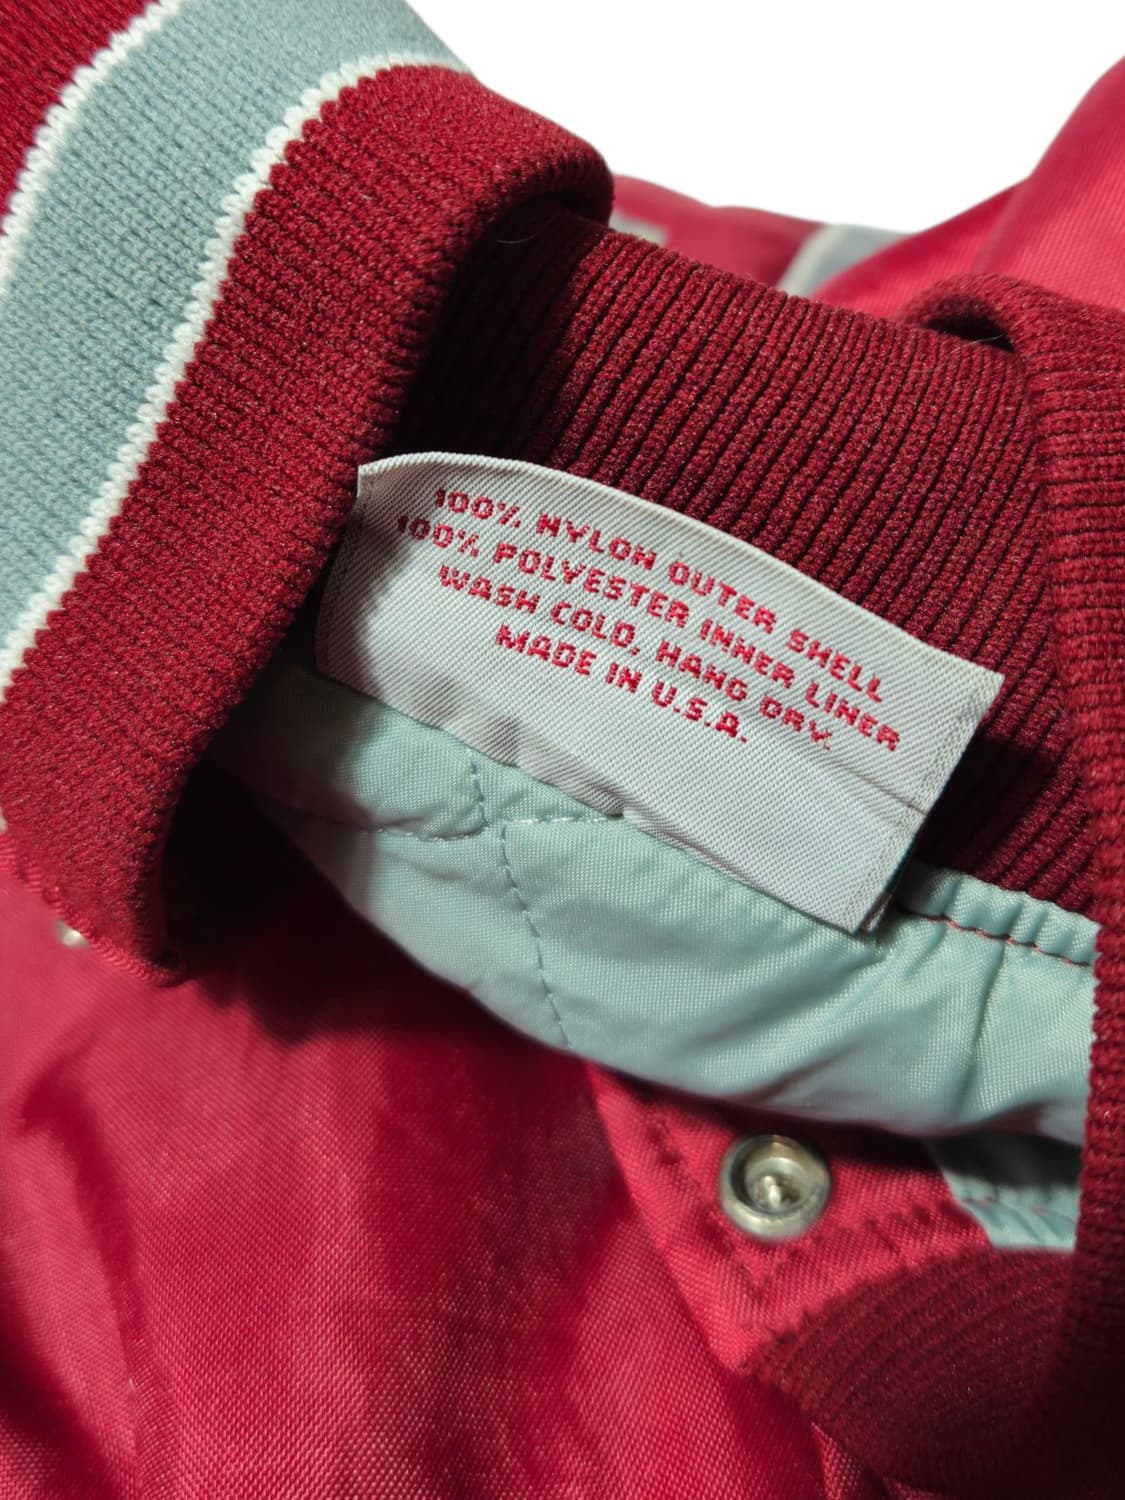 100% NYLON OUTER SHELL
100% POLYESTER INNER LINER
WASH COLD, HANG DRY.
MADE IN U.S.A.